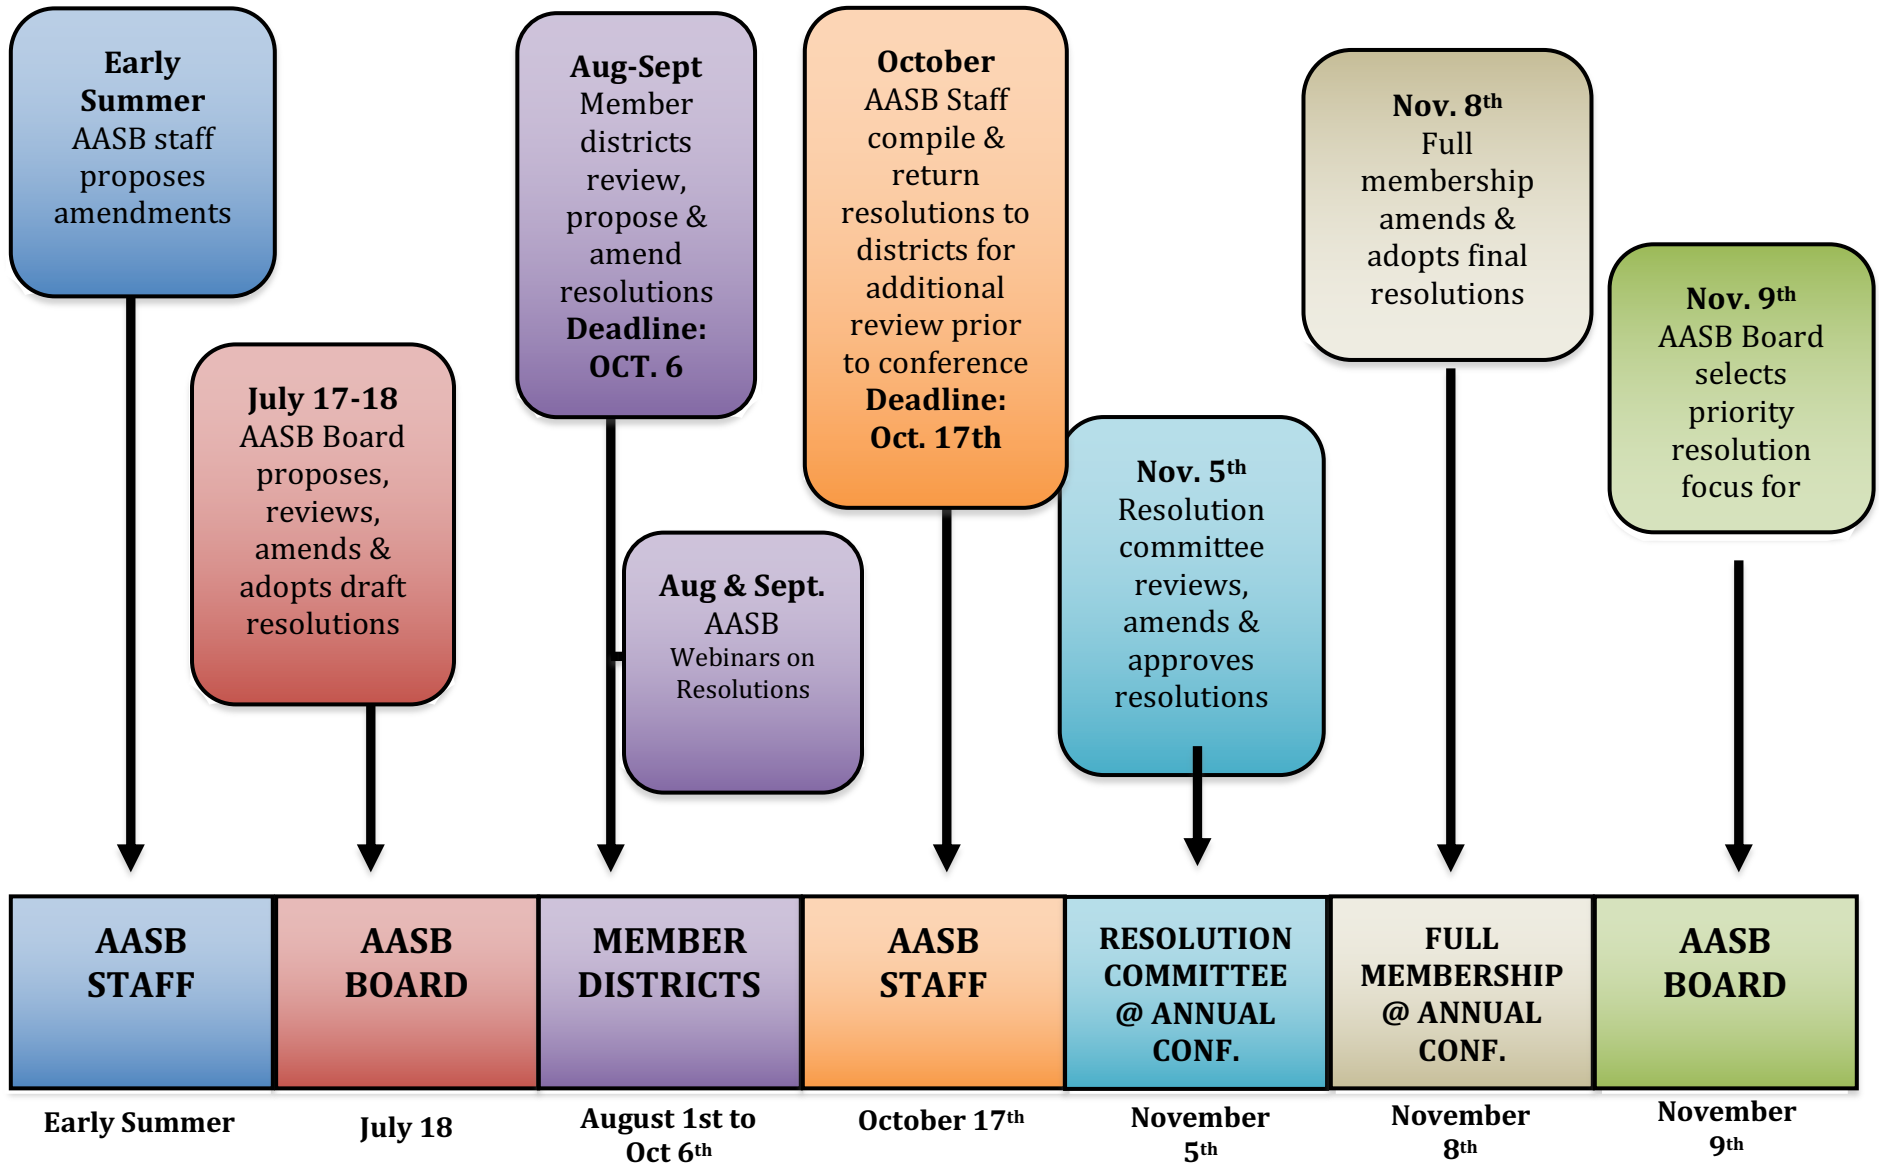 Early
Summer
AASB staff
proposes
amendments
July 17-18
AASB Board
proposes,
reviews,
amends &
adopts draft
resolutions
Aug-Sept
Member
districts
review,
propose &
amend
resolutions
Deadline:
OCT. 6
Aug & Sept.
AASB
Webinars on
Resolutions
October
AASB Staff
compile &
return
resolutions to
districts for
additional
review prior
to conference
Deadline:
Oct. 17th
Nov. 5th
Resolution
committee
reviews,
amends &
approves
resolutions
Nov. 8th
Full
membership
amends &
adopts final
resolutions
Nov. 9th
AASB Board
selects
priority
resolution
focus for
AASB
STAFF
AASB
BOARD
MEMBER
DISTRICTS
AASB
STAFF
RESOLUTION
COMMITTEE
@ ANNUAL
CONF.
FULL
MEMBERSHIP
@ ANNUAL
CONF.
AASB
BOARD
Early Summer
July 18
August 1st to
Oct 6th
October 17th
November
5th
November
8th
November
9th